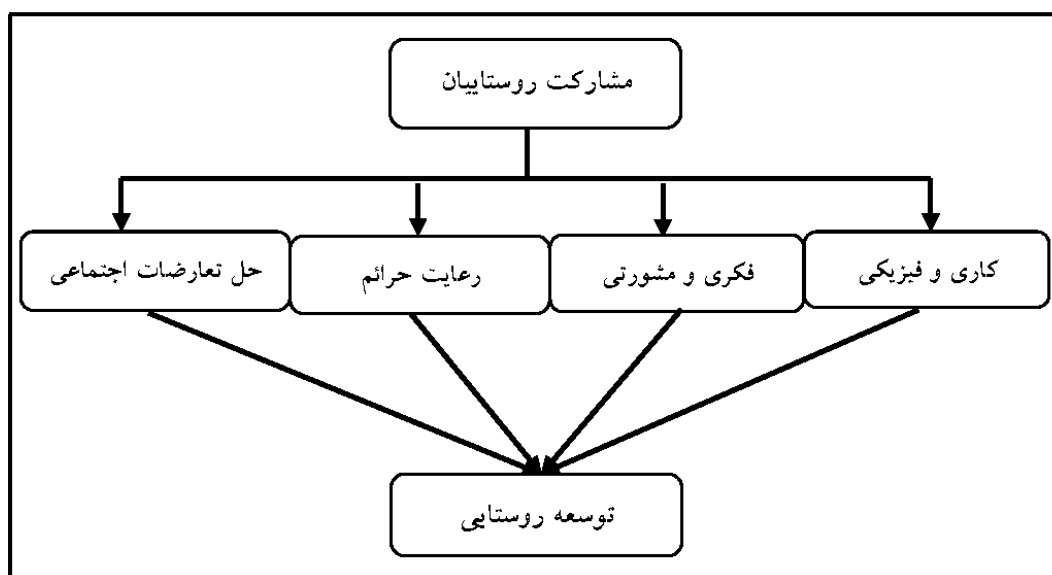 مشارکت روستاییان
کاری و فیزیکی
فکری و مشورتی
رعایت حرائم
حل تعارضات اجتماعی
توسعه روستایی